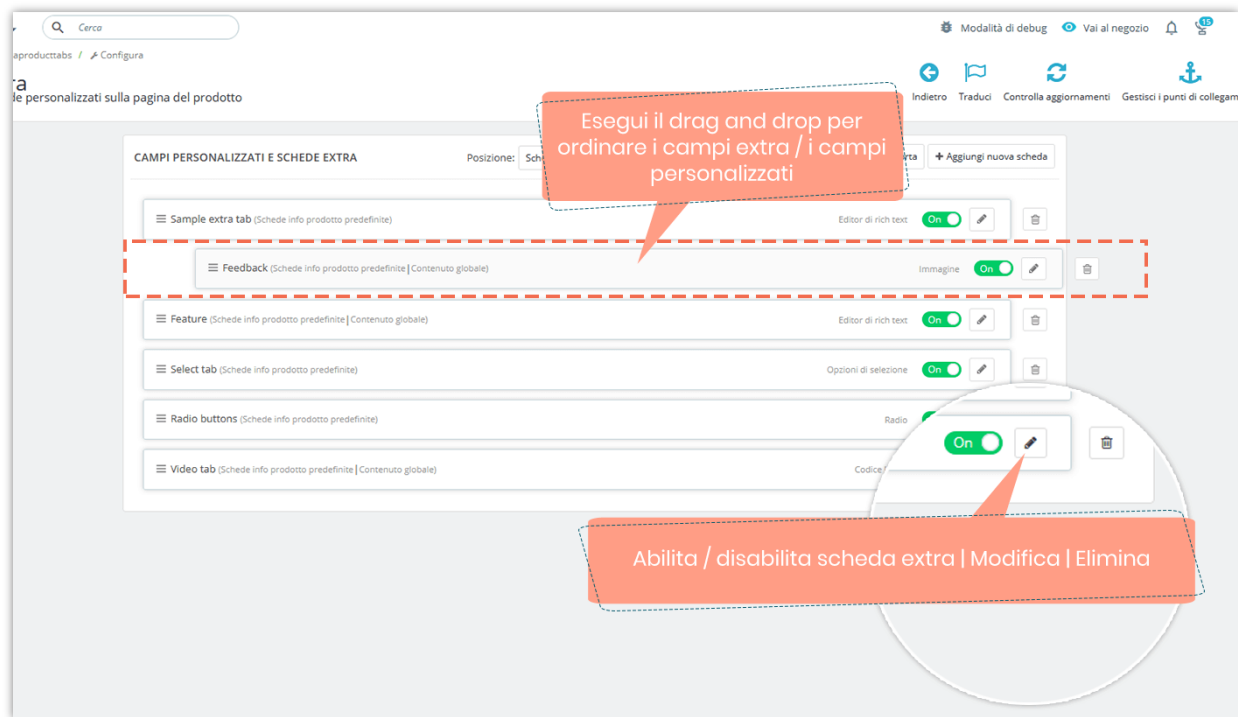 Cerca
Modalità di debug
Vai al negozio
15
aproducttabs / Configura
ra
le personalizzati sulla pagina del prodotto
Indietro
Traduci
Controlla aggiornamenti
Gestisci i punti di collegam
Esegui il drag and drop per
ordinare i campi extra / i campi
personalizzati
CAMPI PERSONALIZZATI E SCHEDE EXTRA
Posizione:
Sch
rta
+ Aggiungi nuova scheda
Sample extra tab (Schede info prodotto predefinite)
Editor di rich text
On
Feedback (Schede info prodotto predefinite|Contenuto globale)
Immagine
On
Feature (Schede info prodotto predefinite|Contenuto globale)
Editor di rich text
On
Select tab (Schede info prodotto predefinite)
Opzioni di selezione
On
Radio buttons (Schede info prodotto predefinite)
Radio
On
Video tab (Schede info prodotto predefinite|Contenuto globale)
Codice
Abilita / disabilita scheda extra | Modifica | Elimina